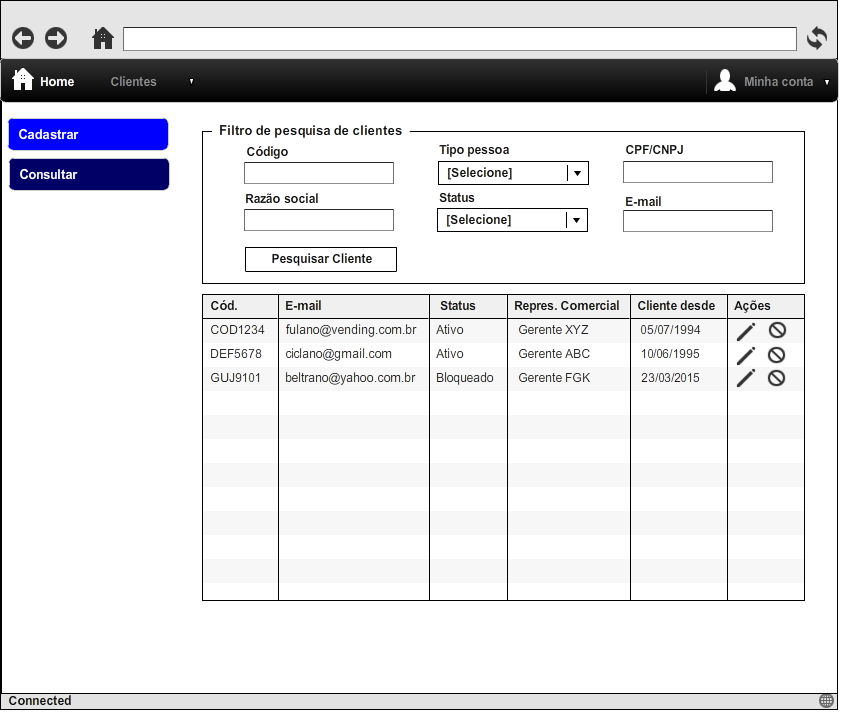 Home Clientes Minha conta
Cadastrar
Consultar
Filtro de pesquisa de clientes
Código Tipo pessoa CPF/CNPJ
[Selecione]
Razão social Status E-mail
[Selecione]
Pesquisar Cliente
Cód. E-mail Status Repres. Comercial Cliente desde Ações
COD1234 fulano@vending.com.br Ativo Gerente XYZ 05/07/1994
DEF5678 ciclano@gmail.com Ativo Gerente ABC 10/06/1995
GUJ9101 beltrano@yahoo.com.br Bloqueado Gerente FGK 23/03/2015
Connected